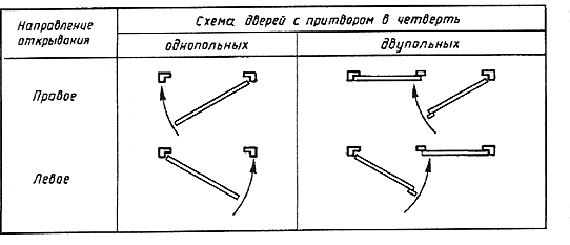 Направление
открывания
Схема дверей с притвором в четверть
однопольных
двупольных
Правое
Левое